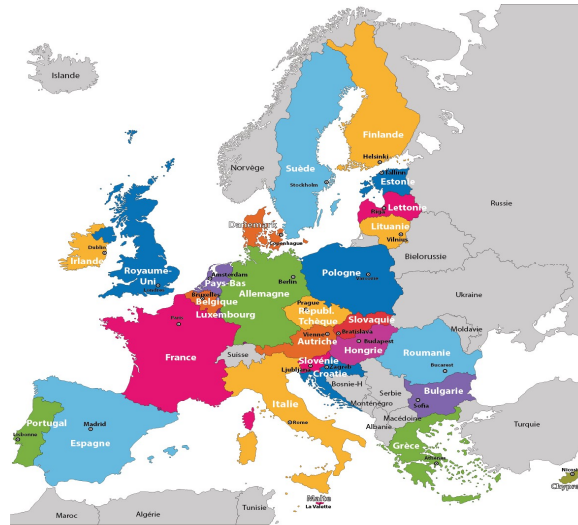 Islande
Finlande
Norvège
Suède
Helsinki
Tallinn
Stockholm
Estonie
Russie
Riga
Lettonie
Danemark
Copenhague
Lituanie
Vilnius
Dublin
Irlande
Bielorussie
Royaume-
Uni
Londres
Amsterdam
Pays-Bas
Berlin
Pologne
Varsovie
Allemagne
Bruxelles
Belgique
Ukraine
Luxembourg
Prague
Républ.
Tchèque
Paris
Slovaquie
Vienne
Bratislava
Moldavie
Autriche
Budapest
Hongrie
France
Suisse
Slovénie
Ljubljana
Zagreb
Croatie
Roumanie
Bucarest
Bosnie-H
Serbie
Bulgarie
Sofia
Monténégro
Italie
Rome
Macédoine
Albanie
Portugal
Madrid
Lisbonne
Espagne
Turquie
Grèce
Athènes
Nicosie
Chypre
Malte
La Valette
Maroc
Algérie
Tunisie